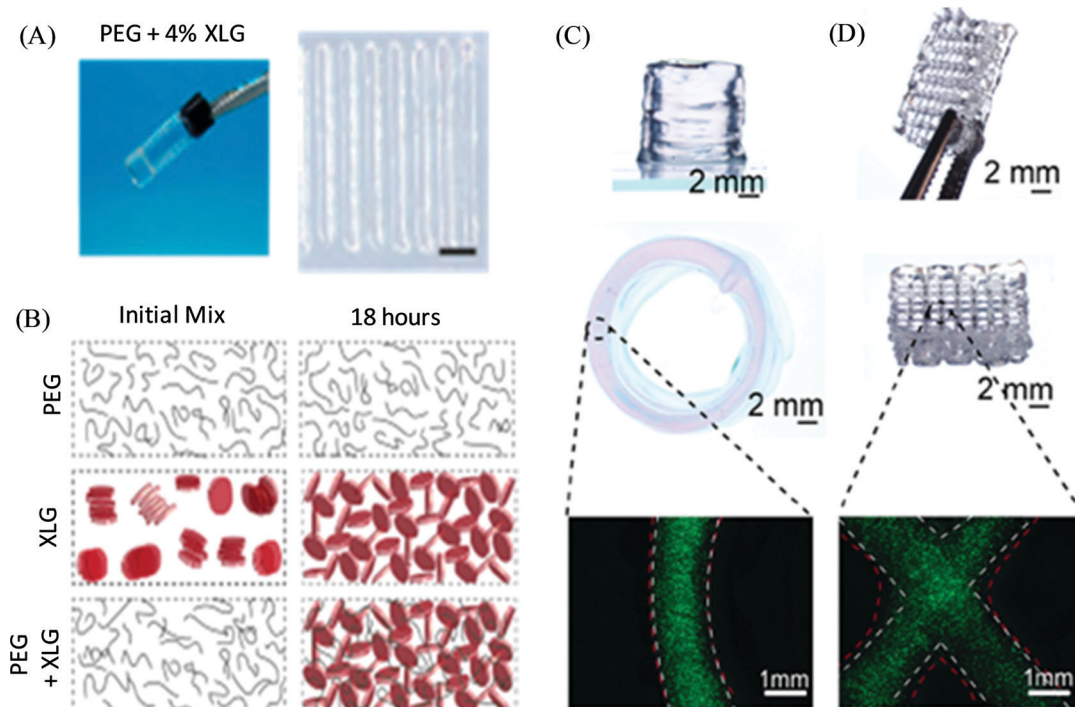 (A)
PEG + 4% XLG
(B)
Initial Mix
18 hours
PEG
XLG
PEG
+ XLG
(C)
2 mm
2 mm
1mm
(D)
2 mm
2 mm
1mm